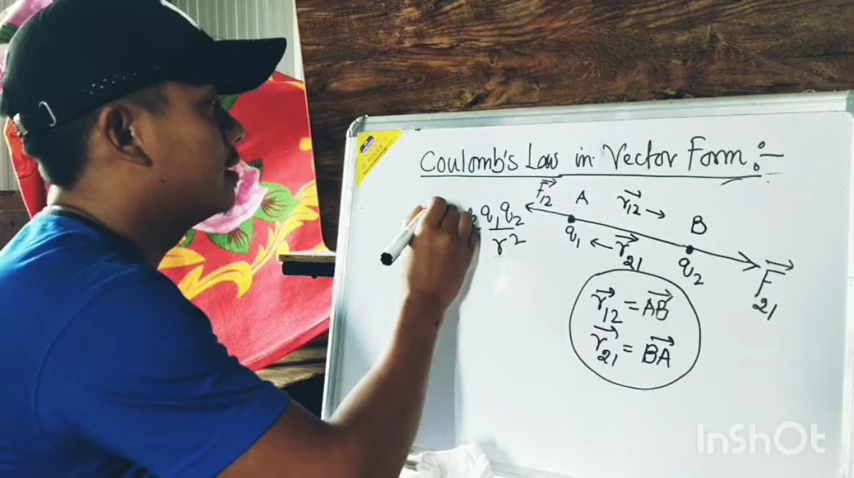 Coulomb's Law in Vector Form :-
F₁₂ A r₁₂ →
q₁q₂ B
r² q₁ ← r₂₁ q₂ F₂₁
r₁₂ = AB
r₂₁ = BA
InShOt